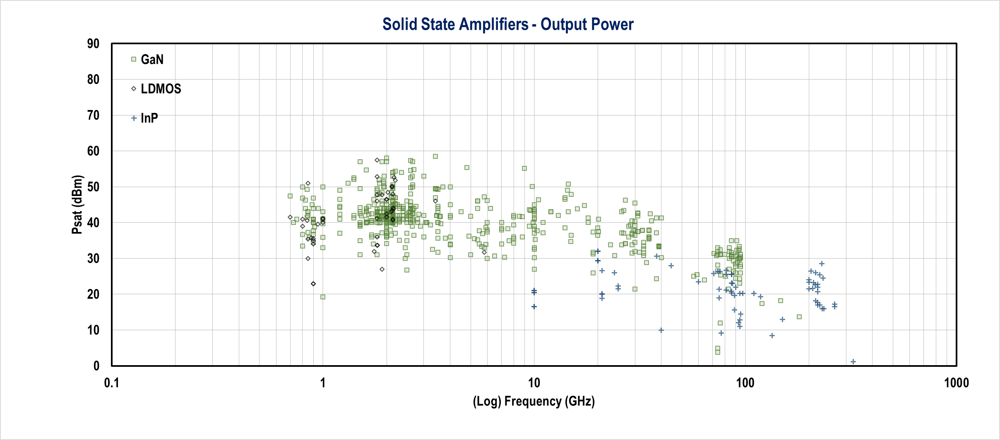 Solid State Amplifiers - Output Power
90
80
70
60
50
40
30
20
10
0
Psat (dBm)
GaN
LDMOS
InP
0.1
1
10
100
1000
(Log) Frequency (GHz)